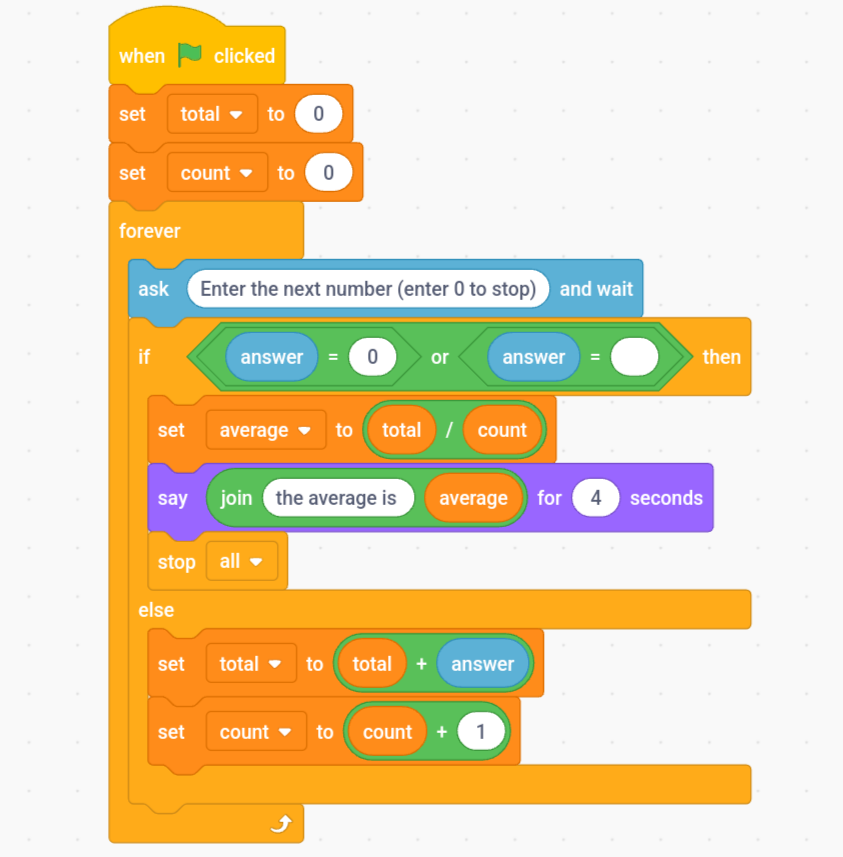 when clicked
set total to 0
set count to 0
forever
ask Enter the next number (enter 0 to stop) and wait
if answer = 0 or answer = then
set average to total / count
say join the average is average for 4 seconds
stop all
else
set total to total + answer
set count to count + 1